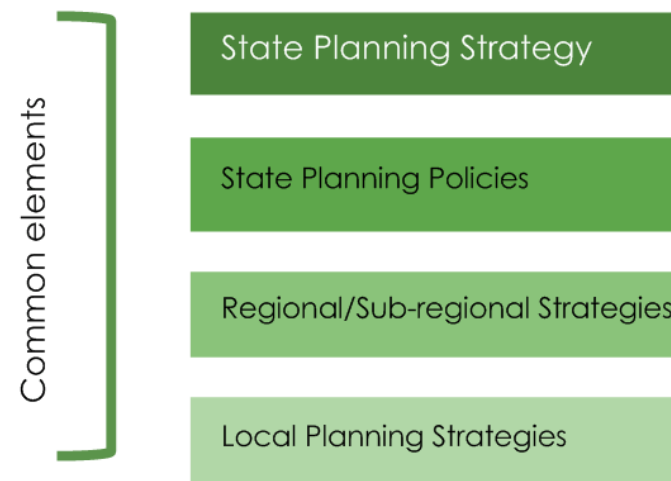 Common elements
State Planning Strategy
State Planning Policies
Regional/Sub-regional Strategies
Local Planning Strategies